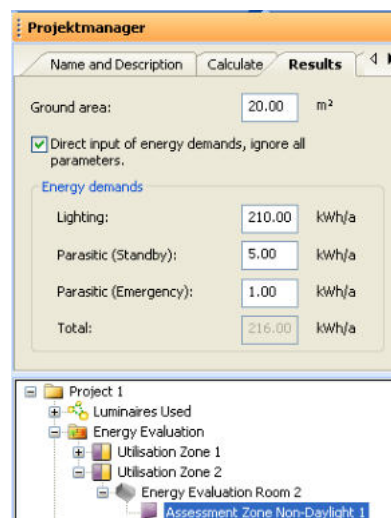 Projektmanager
Name and Description Calculate Results
Ground area: 20.00 m²
Direct input of energy demands, ignore all
parameters.
Energy demands
Lighting: 210.00 kWh/a
Parasitic (Standby): 5.00 kWh/a
Parasitic (Emergency): 1.00 kWh/a
Total: 216.00 kWh/a
Project 1
Luminaires Used
Energy Evaluation
Utilisation Zone 1
Utilisation Zone 2
Energy Evaluation Room 2
Assessment Zone Non-Daylight 1